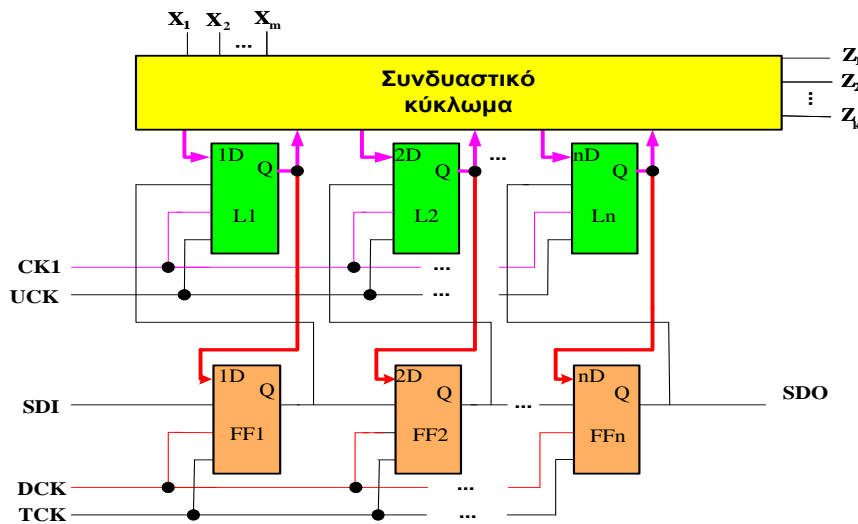 X1 X2 ... Xm
Συνδυαστικό
κύκλωμα
Z1
Z2
...
Zk
1D Q L1
2D Q L2
...
nD Q Ln
CK1 ...
UCK ...
1D Q FF1
2D Q FF2
...
nD Q FFn
SDI
SDO
DCK ...
TCK ...